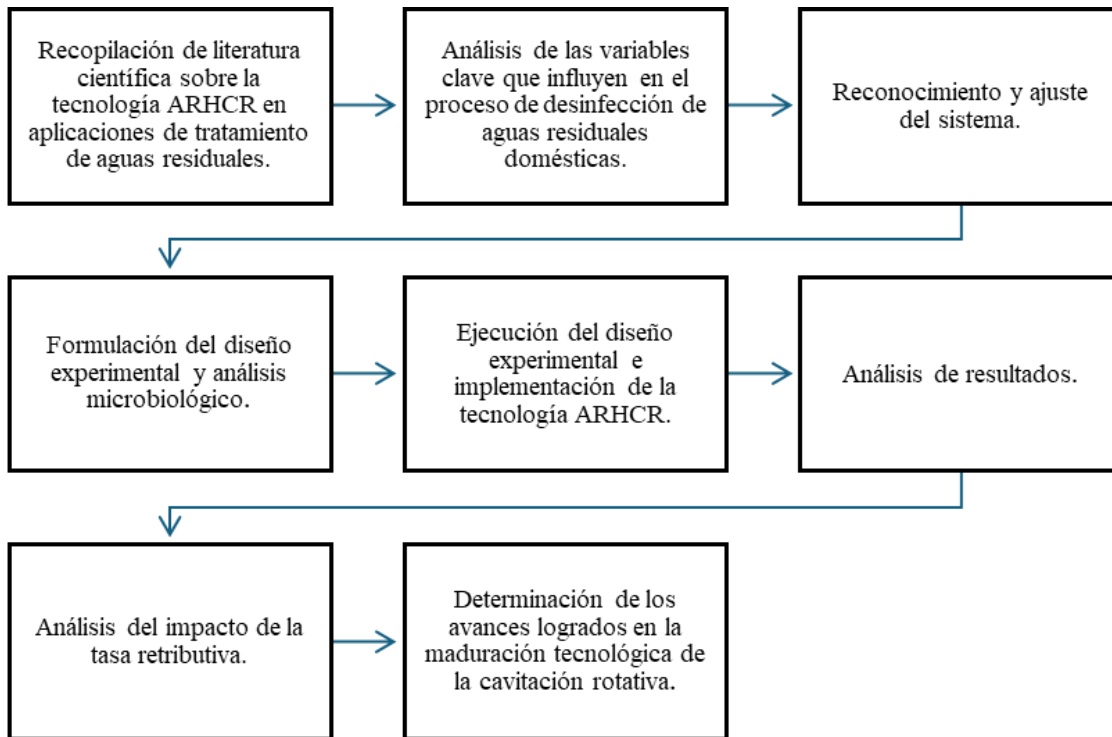 Recopilación de literatura
científica sobre la
tecnología ARHCR en
aplicaciones de tratamiento
de aguas residuales.
Análisis de las variables
clave que influyen en el
proceso de desinfección de
aguas residuales
domésticas.
Reconocimiento y ajuste
del sistema.
Formulación del diseño
experimental y análisis
microbiológico.
Ejecución del diseño
experimental e
implementación de la
tecnología ARHCR.
Análisis de resultados.
Análisis del impacto de la
tasa retributiva.
Determinación de los
avances logrados en la
maduración tecnológica de
la cavitación rotativa.